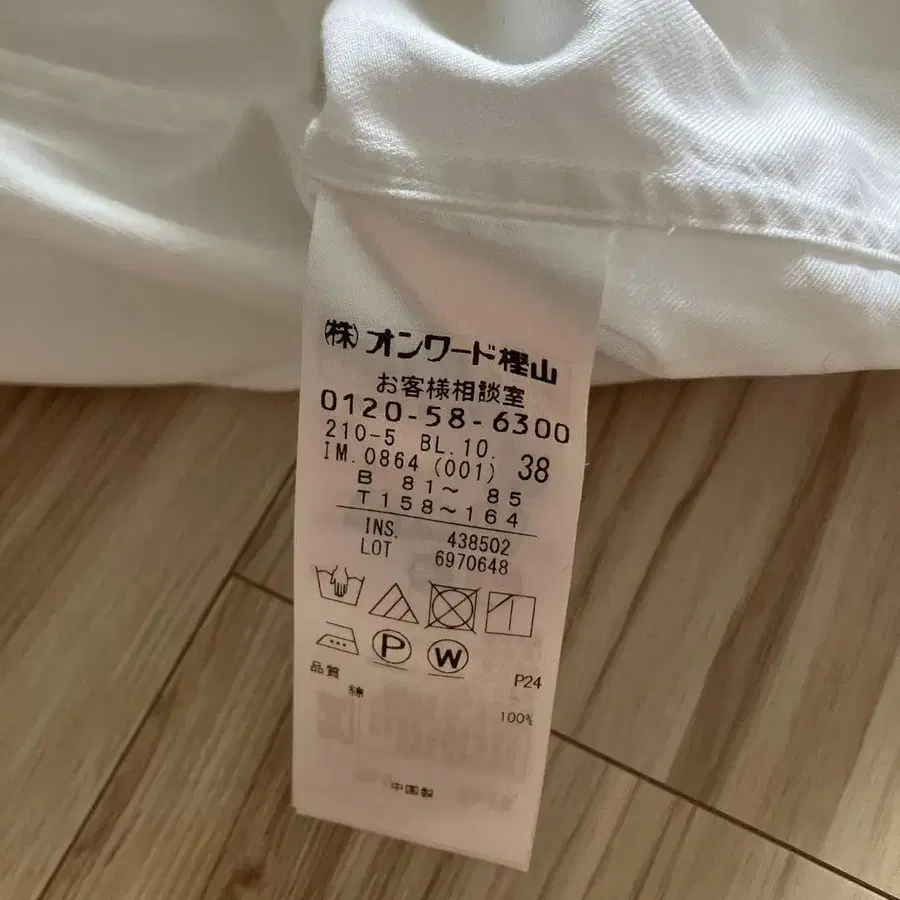 ㈱オンワード樫山
お客様相談室
0120-58-6300
210-5 BL.10. 38
IM.0864 (001)
B 81〜 85
T158〜164
INS. 438502
LOT 6970648
P W
品質 P24
綿 100%
中国製